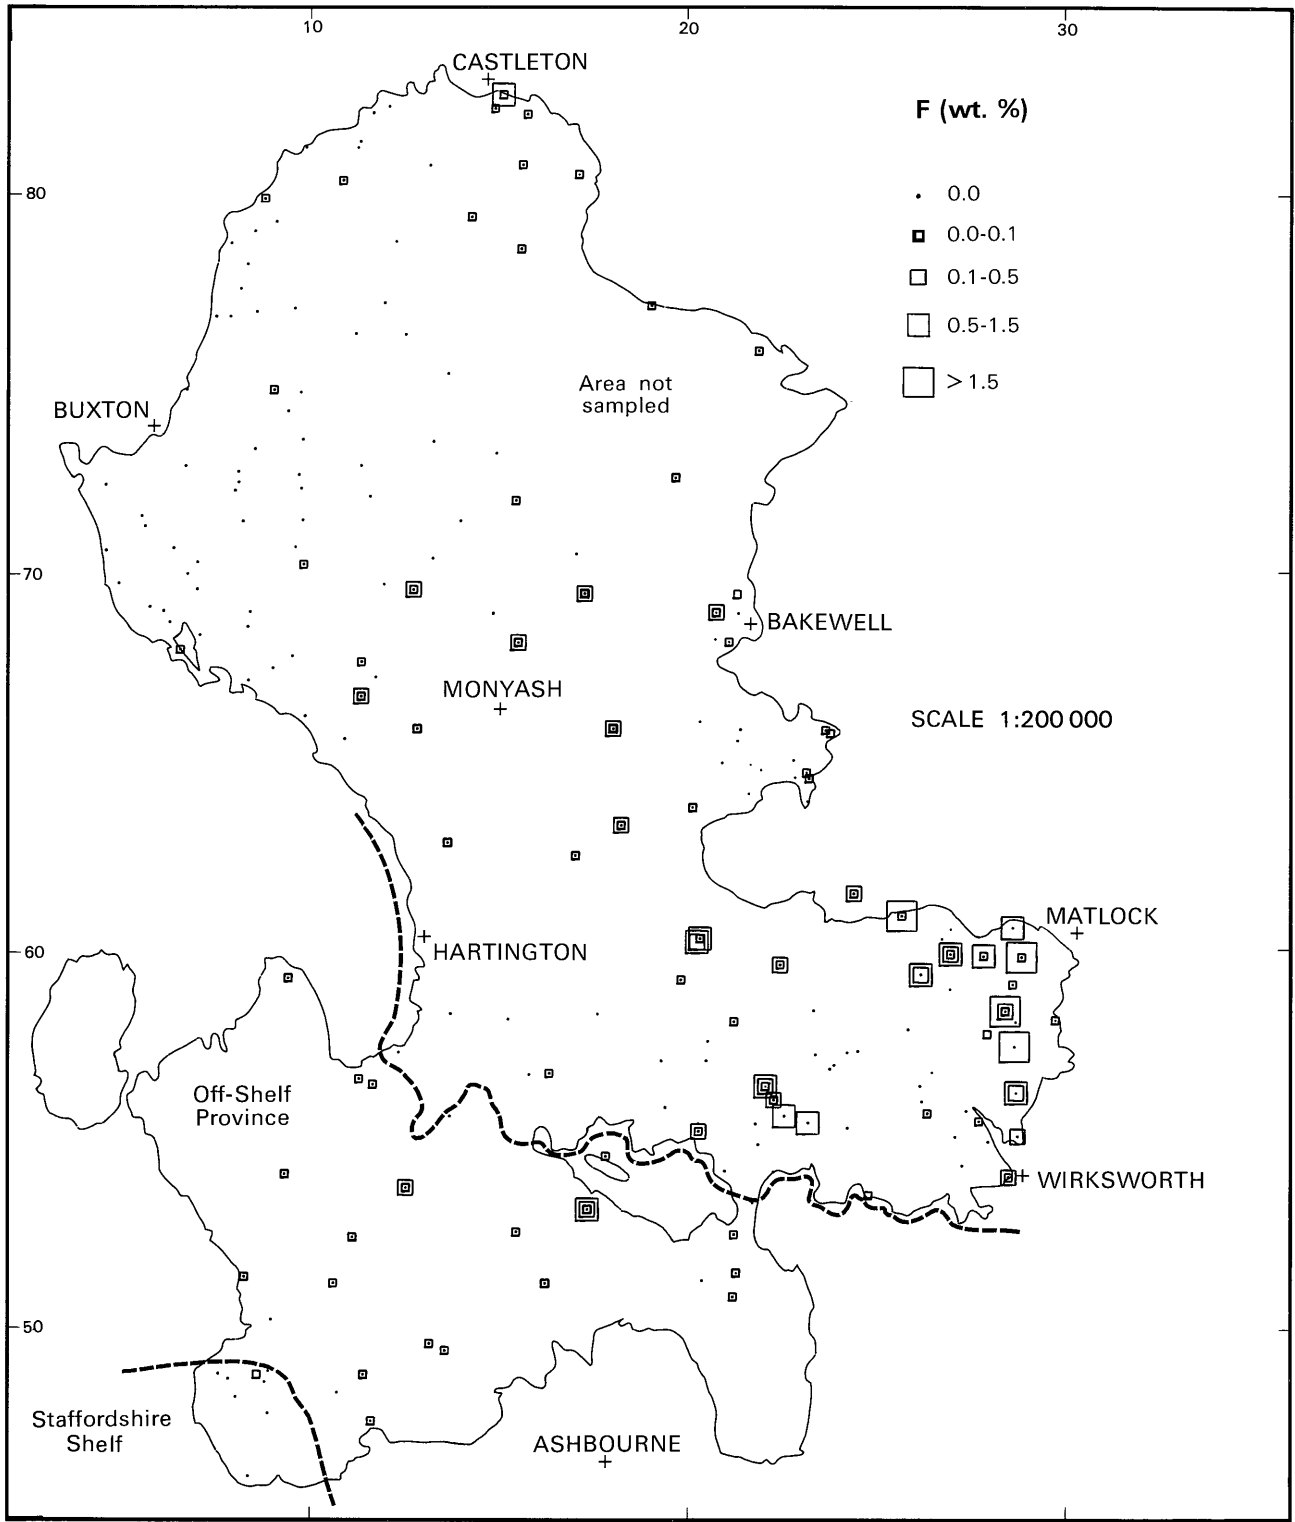 10
20
30
CASTLETON
F (wt. %)
80
0.0
0.0-0.1
0.1-0.5
0.5-1.5
>1.5
Area not
sampled
BUXTON
70
BAKEWELL
MONYASH
SCALE 1:200 000
MATLOCK
60
HARTINGTON
Off-Shelf
Province
WIRKSWORTH
50
Staffordshire
Shelf
ASHBOURNE